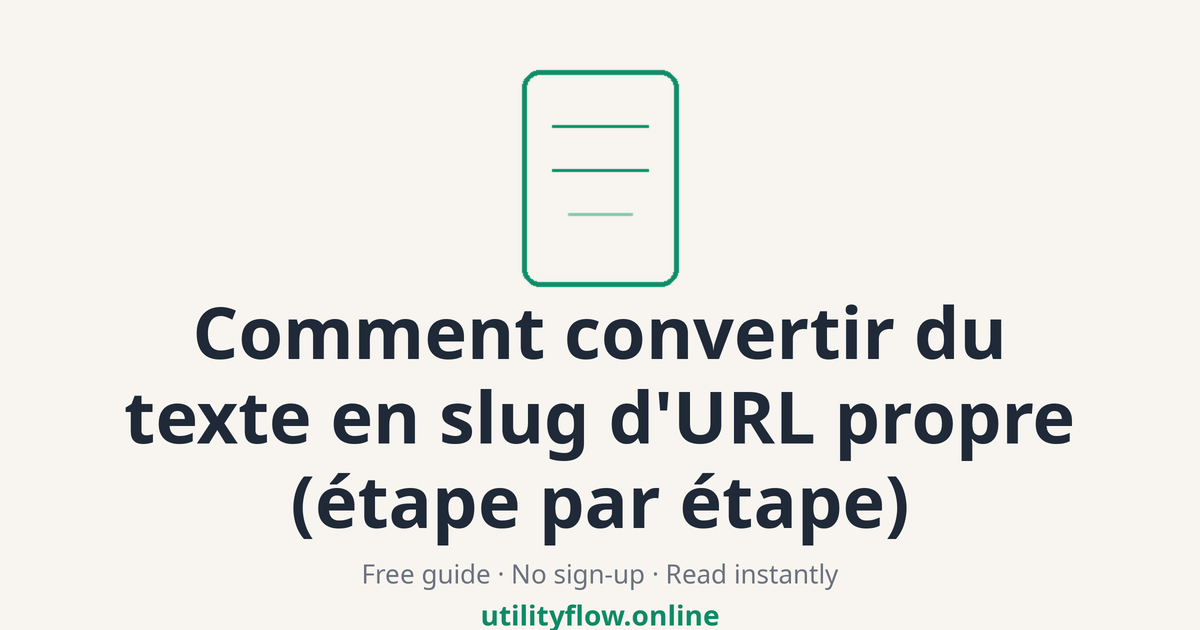 Comment convertir du
texte en slug d'URL propre
(étape par étape)
Free guide · No sign-up · Read instantly
utilityflow.online